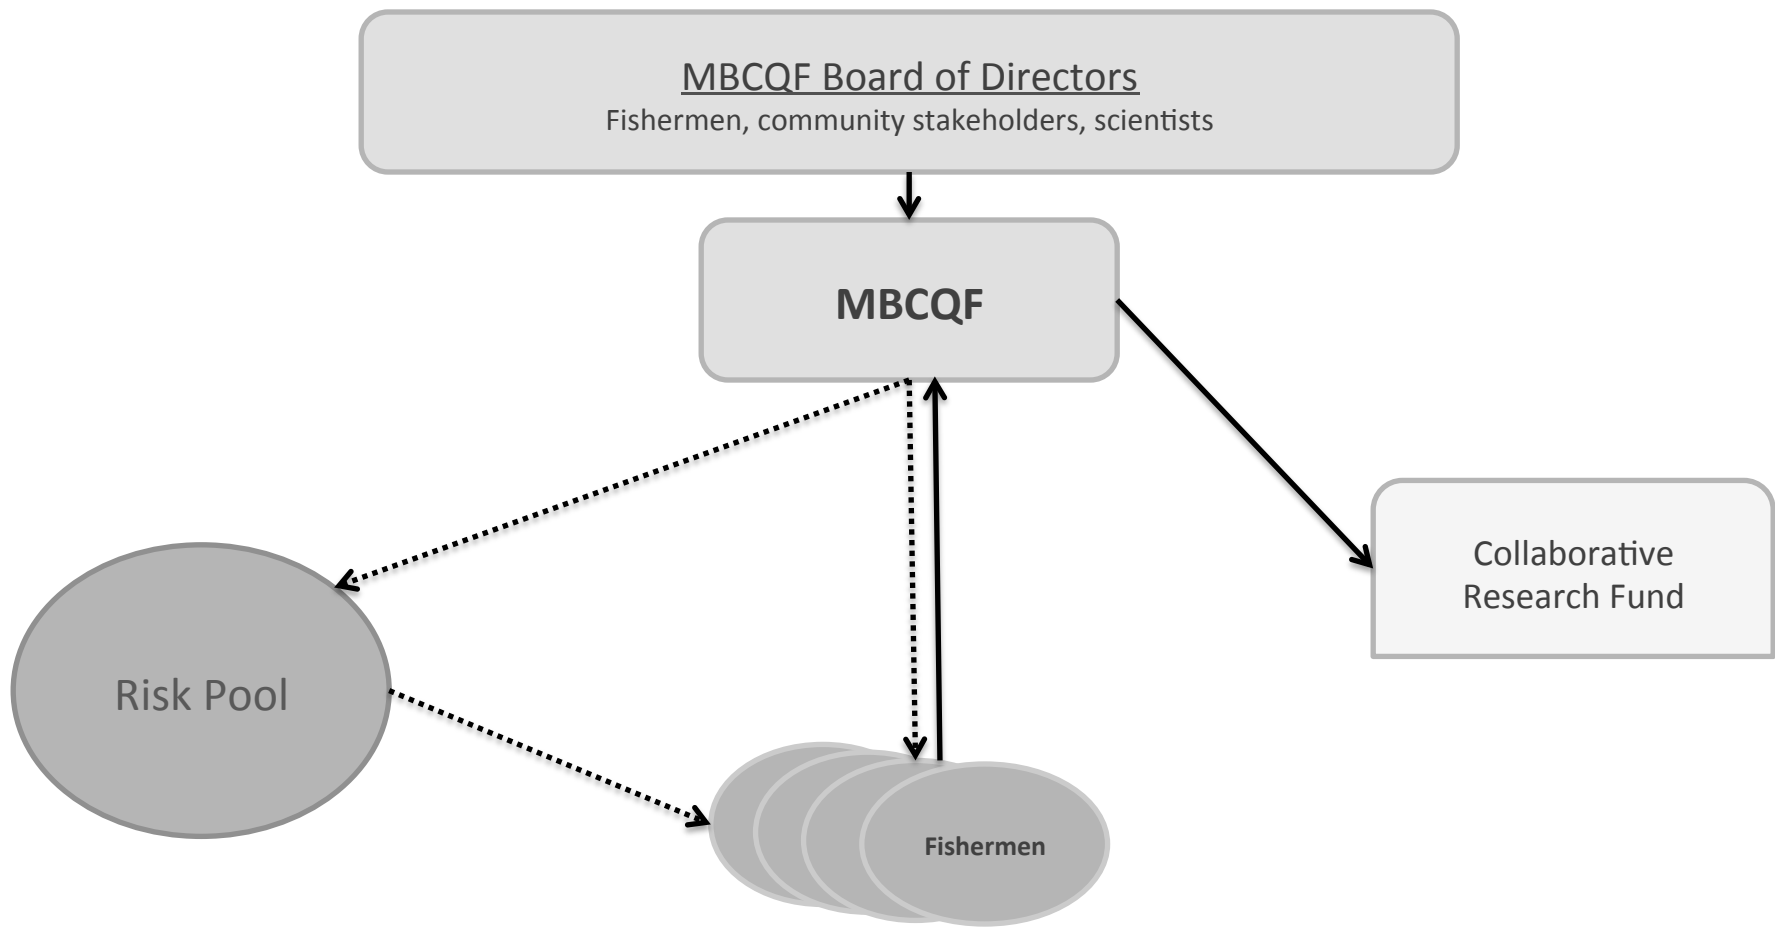 MBCQF Board of Directors
Fishermen, community stakeholders, scientists
MBCQF
Collaborative
Research Fund
Risk Pool
Fishermen